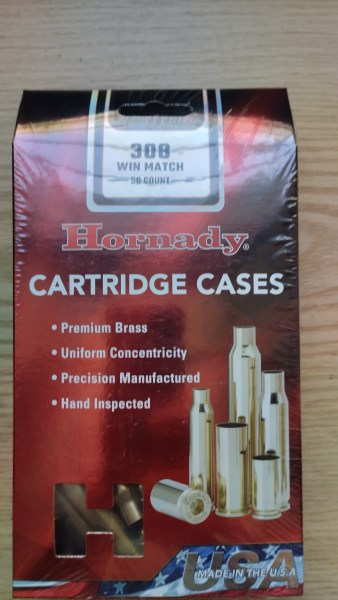 308
WIN MATCH
50 COUNT
Hornady®
CARTRIDGE CASES
• Premium Brass
• Uniform Concentricity
• Precision Manufactured
• Hand Inspected
H
USA
MADE IN THE U.S.A